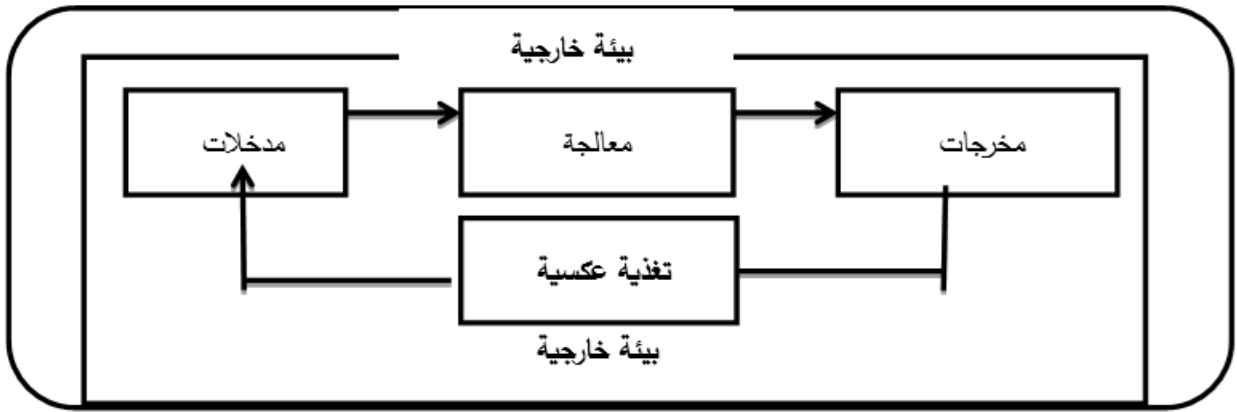 بيئة خارجية
مدخلات
معالجة
مخرجات
تغذية عكسية
بيئة خارجية